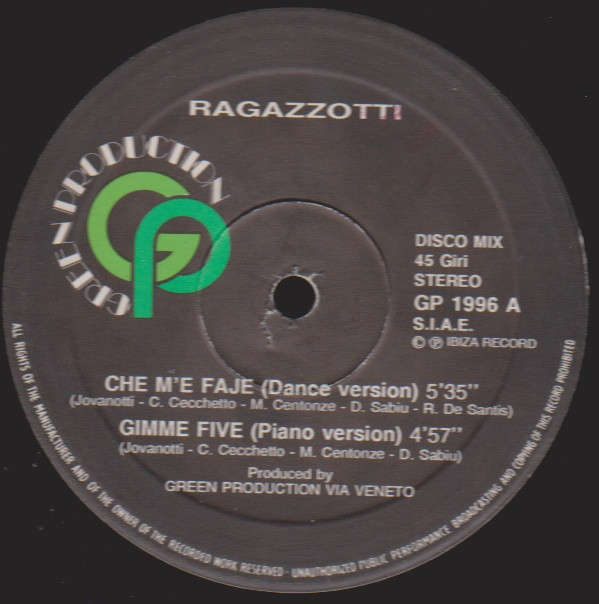 RAGAZZOTTI
GREEN PRODUCTION
GP
DISCO MIX
45 Giri
STEREO
GP 1996 A
S.I.A.E.
© ℗ IBIZA RECORD
CHE M'E FAJE (Dance version) 5'35"
(Jovanotti - C. Cecchetto - M. Centonze - D. Sabiu - R. De Santis)
GIMME FIVE (Piano version) 4'57"
(Jovanotti - C. Cecchetto - M. Centonze - D. Sabiu)
Produced by
GREEN PRODUCTION VIA VENETO
ALL RIGHTS OF THE MANUFACTURER AND OF THE OWNER OF THE RECORDED WORK RESERVED - UNAUTHORIZED PUBLIC PERFORMANCE BROADCASTING AND COPYING OF THIS RECORD PROHIBITED